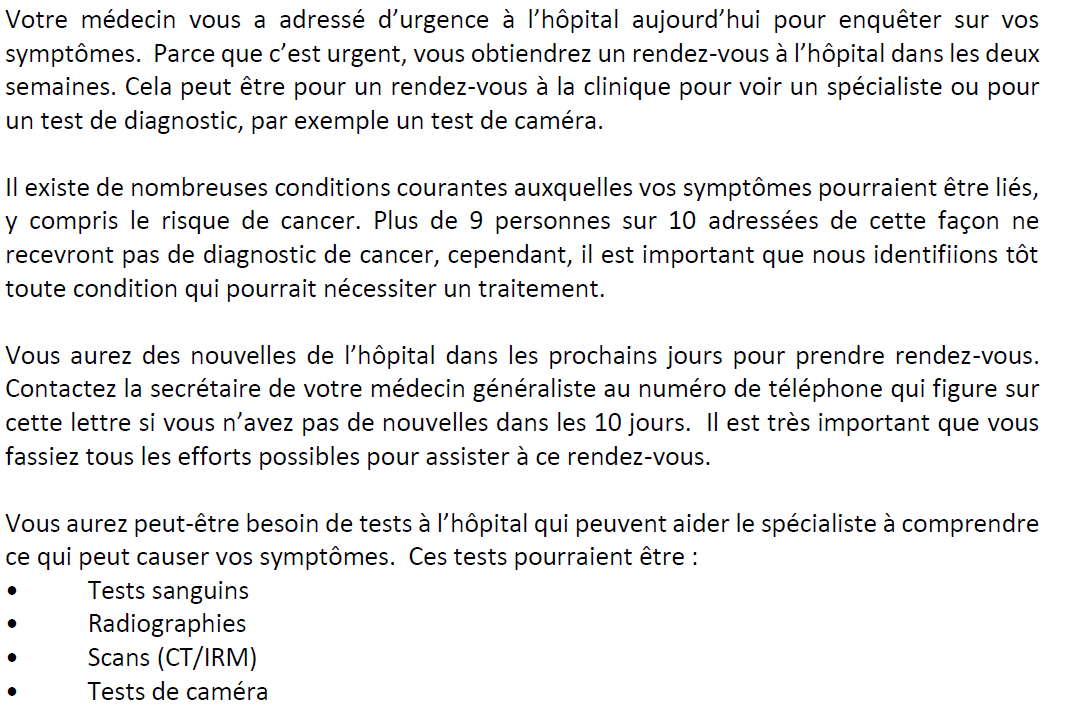 Votre médecin vous a adressé d’urgence à l’hôpital aujourd’hui pour enquêter sur vos
symptômes.  Parce que c’est urgent, vous obtiendrez un rendez-vous à l’hôpital dans les deux
semaines. Cela peut être pour un rendez-vous à la clinique pour voir un spécialiste ou pour
un test de diagnostic, par exemple un test de caméra.

Il existe de nombreuses conditions courantes auxquelles vos symptômes pourraient être liés,
y compris le risque de cancer. Plus de 9 personnes sur 10 adressées de cette façon ne
recevront pas de diagnostic de cancer, cependant, il est important que nous identifiions tôt
toute condition qui pourrait nécessiter un traitement.

Vous aurez des nouvelles de l’hôpital dans les prochains jours pour prendre rendez-vous.
Contactez la secrétaire de votre médecin généraliste au numéro de téléphone qui figure sur
cette lettre si vous n’avez pas de nouvelles dans les 10 jours.  Il est très important que vous
fassiez tous les efforts possibles pour assister à ce rendez-vous.

Vous aurez peut-être besoin de tests à l’hôpital qui peuvent aider le spécialiste à comprendre
ce qui peut causer vos symptômes.  Ces tests pourraient être :
• Tests sanguins
• Radiographies
• Scans (CT/IRM)
• Tests de caméra